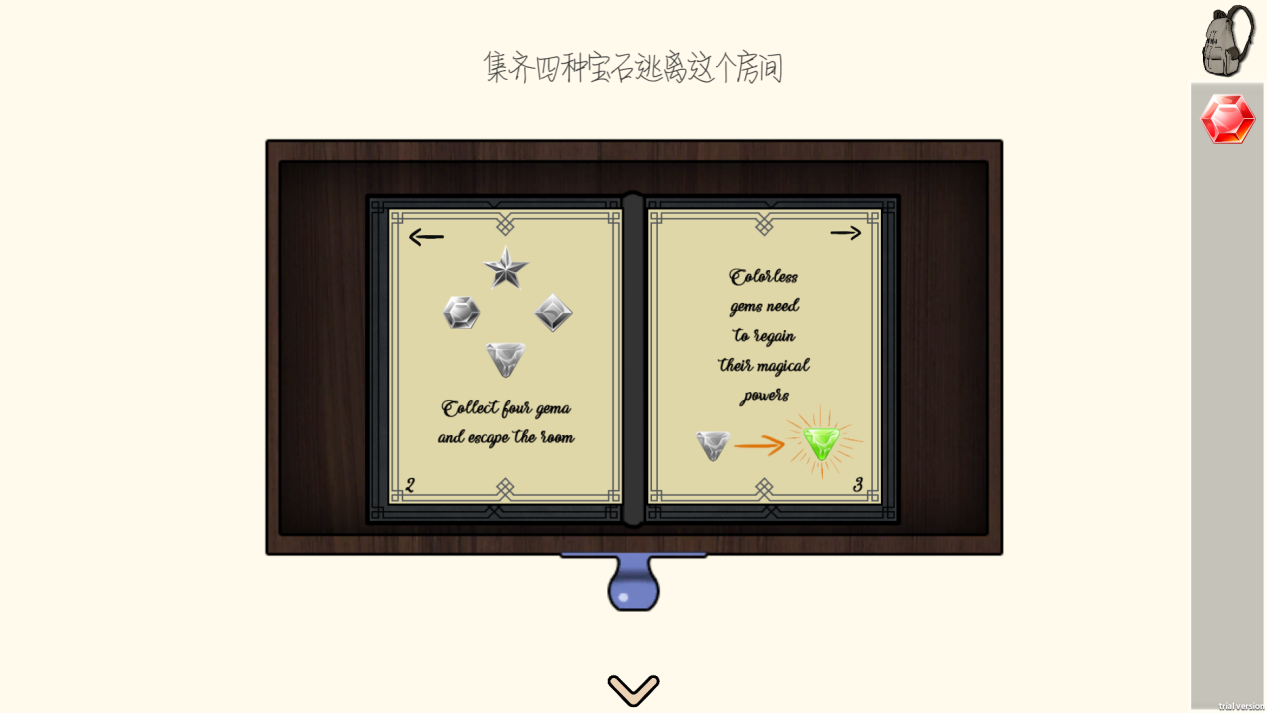 集齐四种宝石逃离这个房间
Collect four gema
and escape the room
2
Colorless
gems need
to regain
their magical
powers
3
trial version